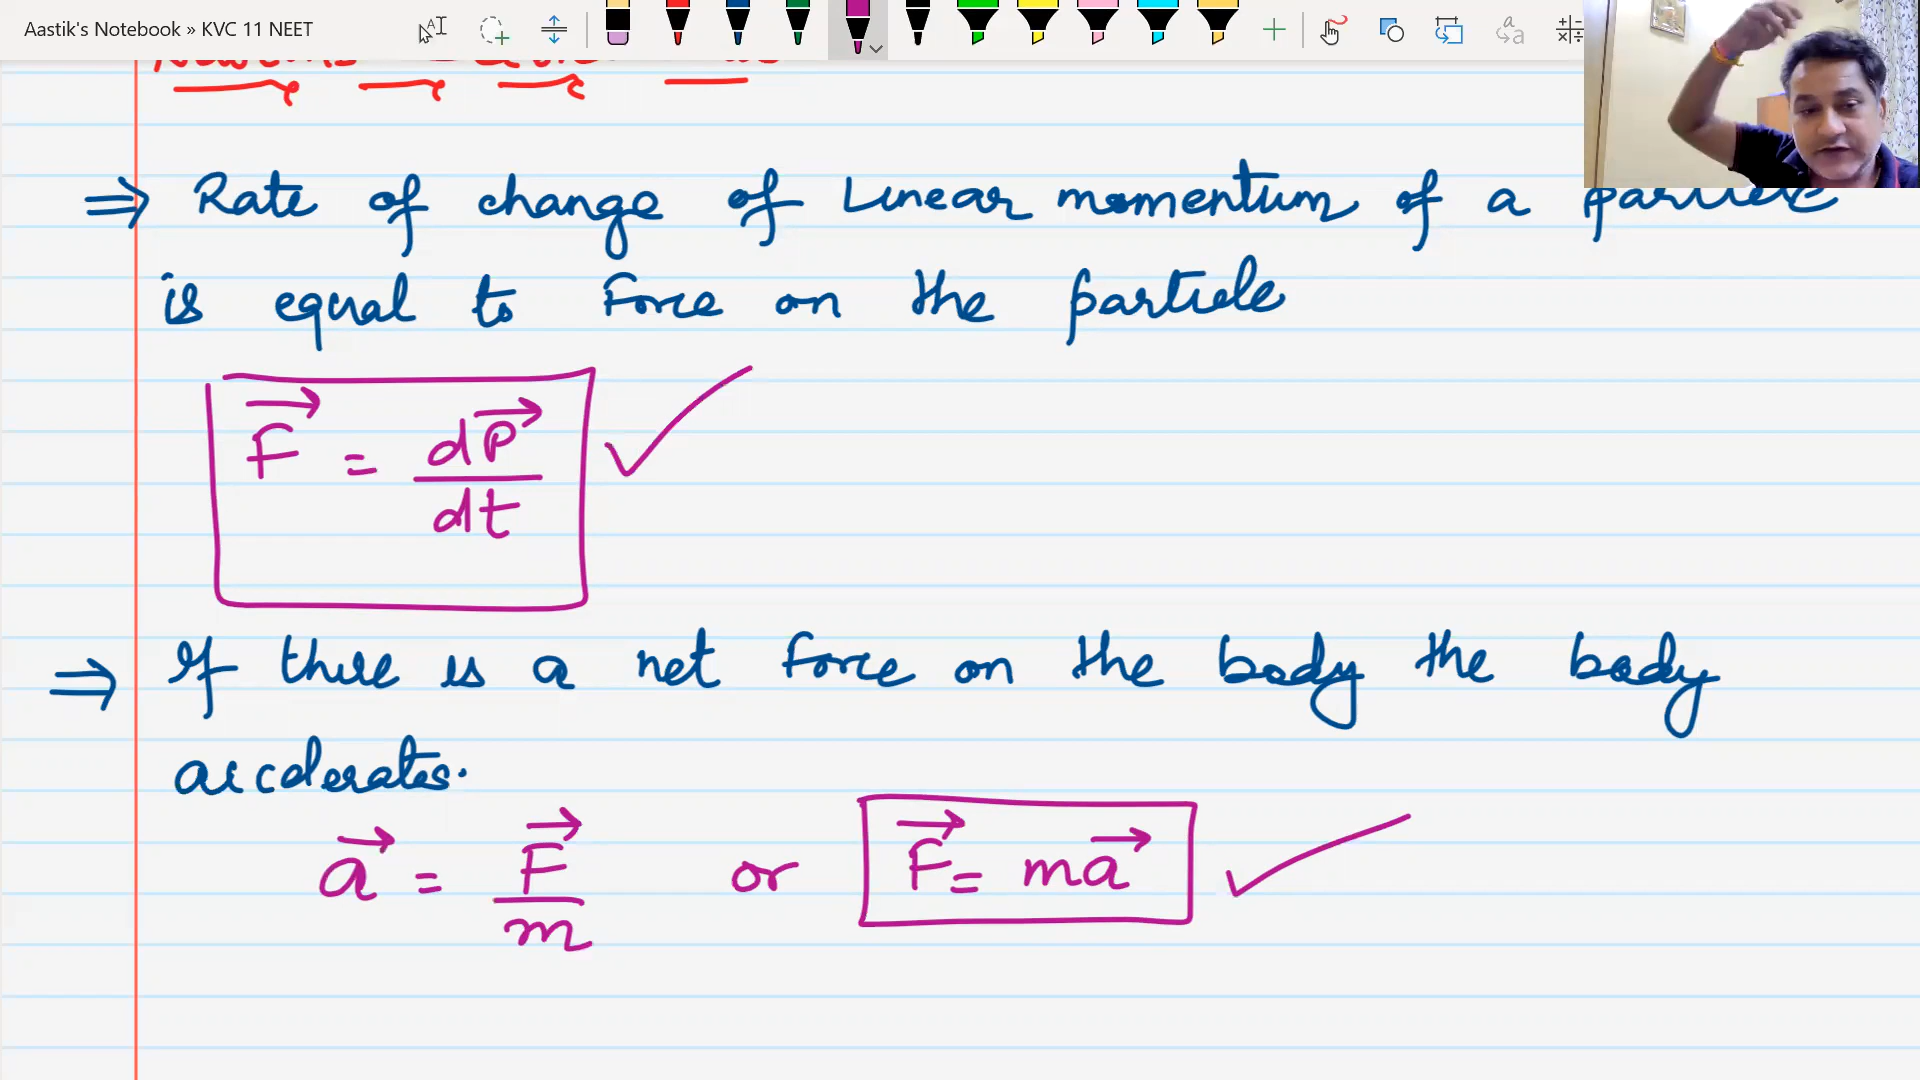 Aastik's Notebook » KVC 11 NEET
⇒ Rate of change of Linear momentum of a particle
is equal to Force on the particle
F⃗ = dP⃗/dt
⇒ If there is a net force on the body the body
accelerates.
a⃗ = F⃗/m or F⃗ = ma⃗